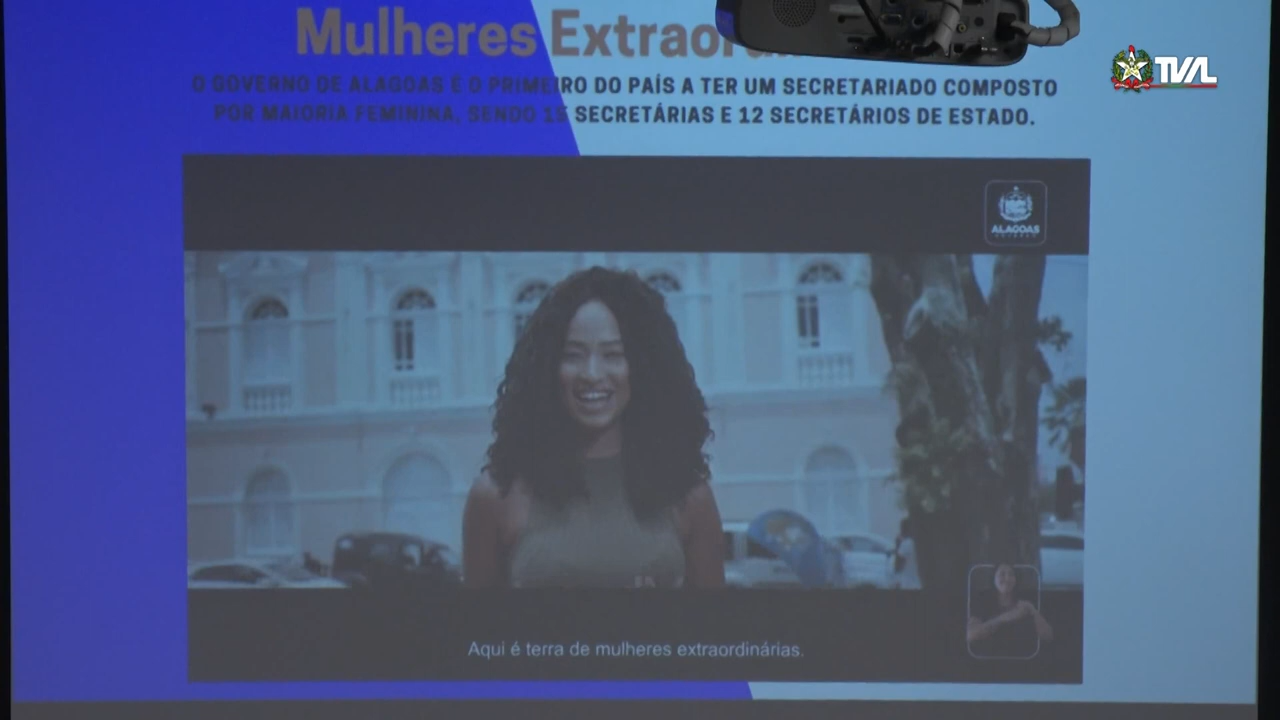 Mulheres Extraor
O GOVERNO DE ALAGOAS É O PRIMEIRO DO PAÍS A TER UM SECRETARIADO COMPOSTO
POR MAIORIA FEMININA, SENDO 15 SECRETÁRIAS E 12 SECRETÁRIOS DE ESTADO.
TVAL
ALAGOAS
Aqui é terra de mulheres extraordinárias.